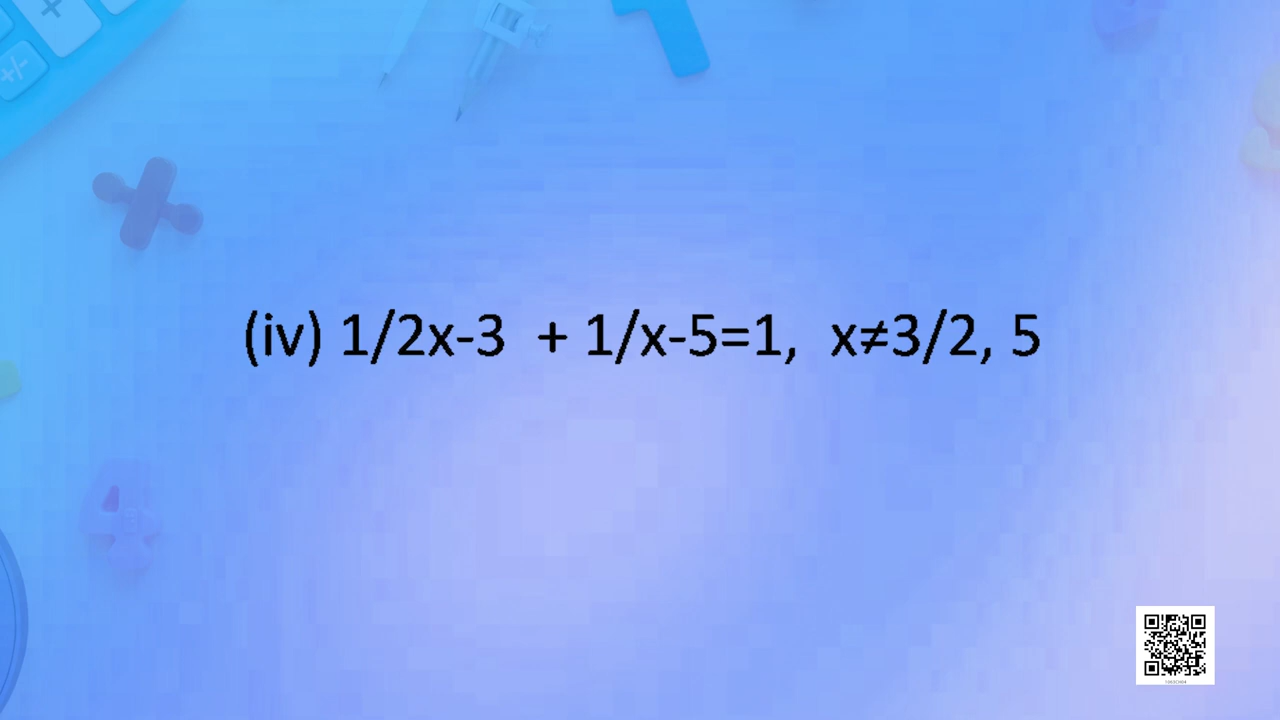 (iv) 1/2x-3 + 1/x-5=1, x≠3/2, 5